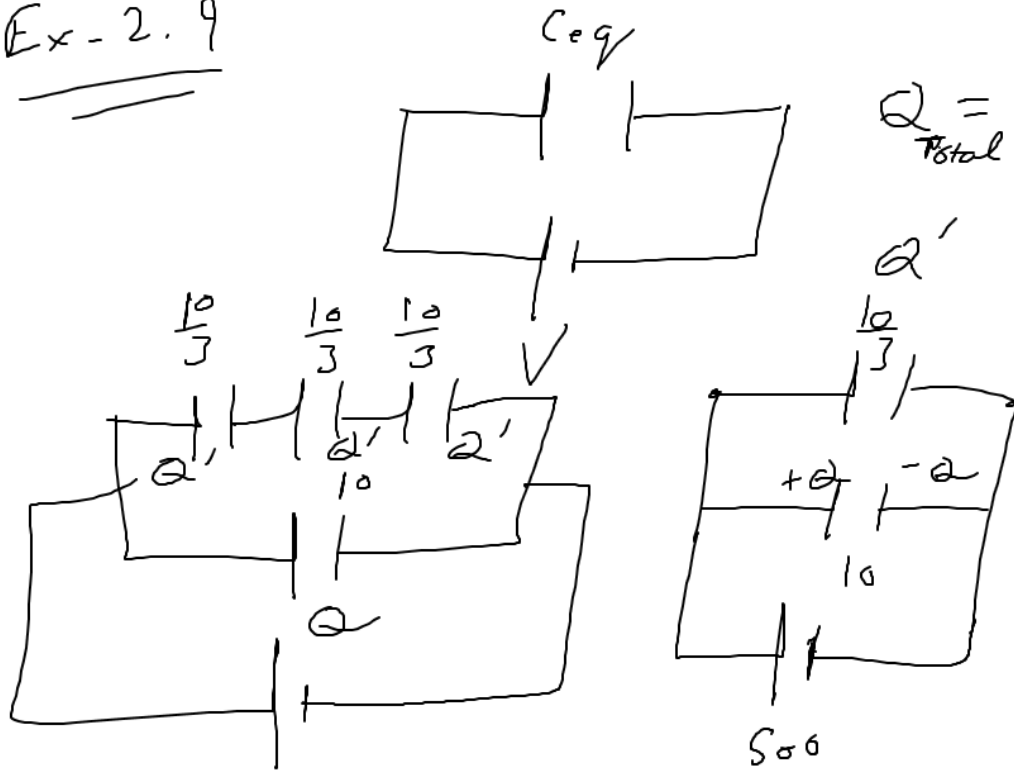 Ex - 2.9
Ceq
Q Total =
V
10/3 10/3 10/3
Q' Q' Q'
10
Q
Q'
10/3
+Q -Q
10
500